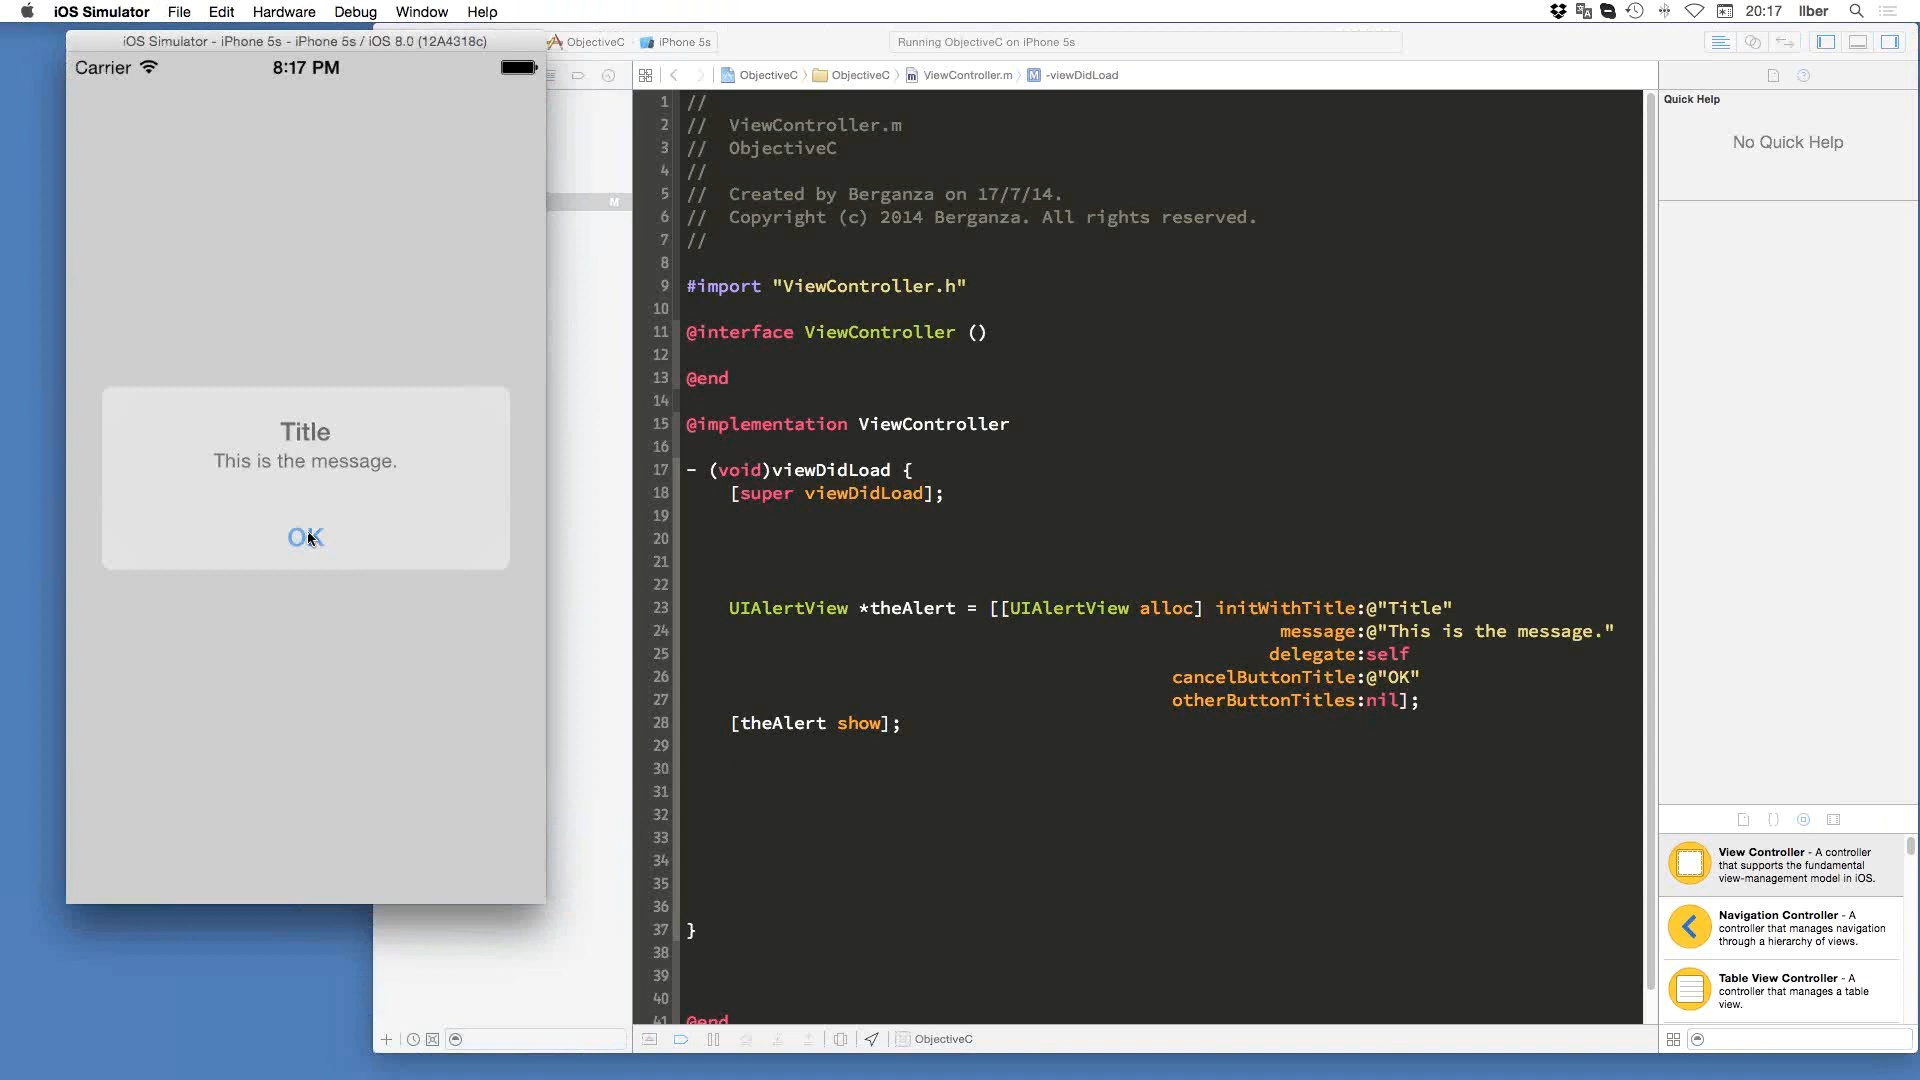 iOS Simulator File Edit Hardware Debug Window Help
20:17 Ilber
iOS Simulator - iPhone 5s - iPhone 5s / iOS 8.0 (12A4318c)
ObjectiveC iPhone 5s
Running ObjectiveC on iPhone 5s
Carrier 8:17 PM
Title
This is the message.
OK
M
ObjectiveC ObjectiveC ViewController.m M -viewDidLoad
1 //
2 // ViewController.m
3 // ObjectiveC
4 //
5 // Created by Berganza on 17/7/14.
6 // Copyright (c) 2014 Berganza. All rights reserved.
7 //
8
9 #import "ViewController.h"
10
11 @interface ViewController ()
12
13 @end
14
15 @implementation ViewController
16
17 - (void)viewDidLoad {
18 [super viewDidLoad];
19
20
21
22
23 UIAlertView *theAlert = [[UIAlertView alloc] initWithTitle:@"Title"
24 message:@"This is the message."
25 delegate:self
26 cancelButtonTitle:@"OK"
27 otherButtonTitles:nil];
28 [theAlert show];
29
30
31
32
33
34
35
36
37 }
38
39
40
41 @end
ObjectiveC
Quick Help
No Quick Help
View Controller - A controller
that supports the fundamental
view-management model in iOS.
Navigation Controller - A
controller that manages navigation
through a hierarchy of views.
Table View Controller - A
controller that manages a table
view.